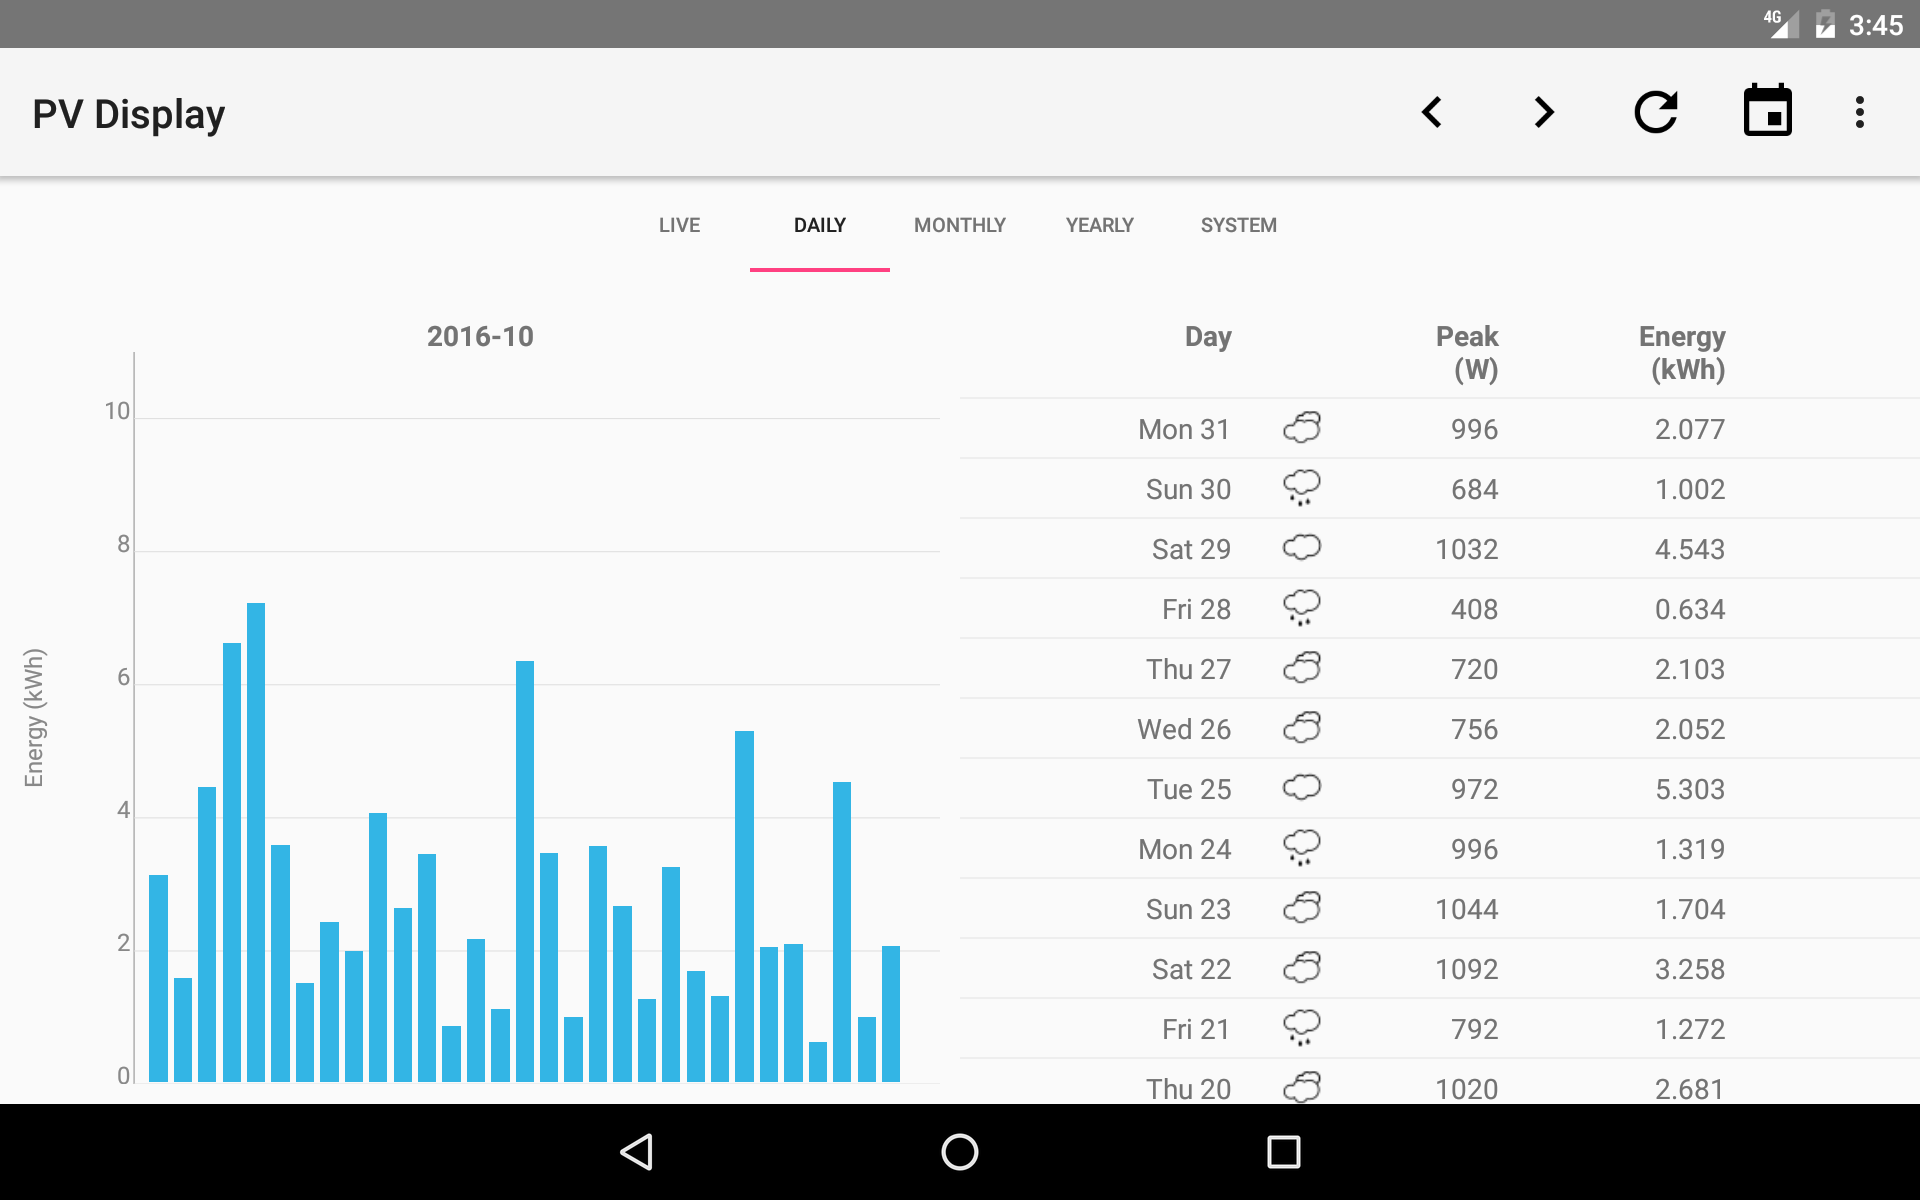 4G 3:45
PV Display
LIVE DAILY MONTHLY YEARLY SYSTEM
2016-10
10
8
6
4
2
0
Energy (kWh)
Day Peak (W) Energy (kWh)
Mon 31 996 2.077
Sun 30 684 1.002
Sat 29 1032 4.543
Fri 28 408 0.634
Thu 27 720 2.103
Wed 26 756 2.052
Tue 25 972 5.303
Mon 24 996 1.319
Sun 23 1044 1.704
Sat 22 1092 3.258
Fri 21 792 1.272
Thu 20 1020 2.681